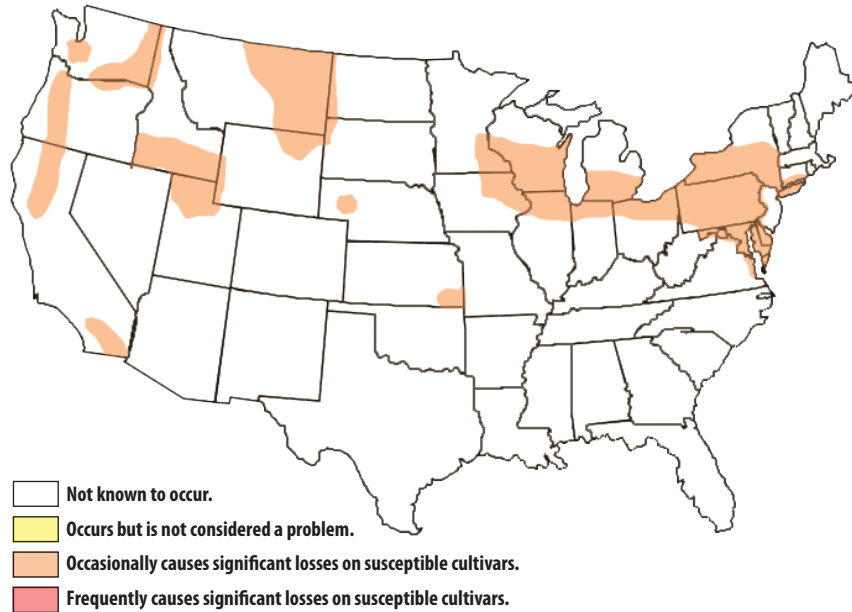 Not known to occur.
Occurs but is not considered a problem.
Occasionally causes significant losses on susceptible cultivars.
Frequently causes significant losses on susceptible cultivars.